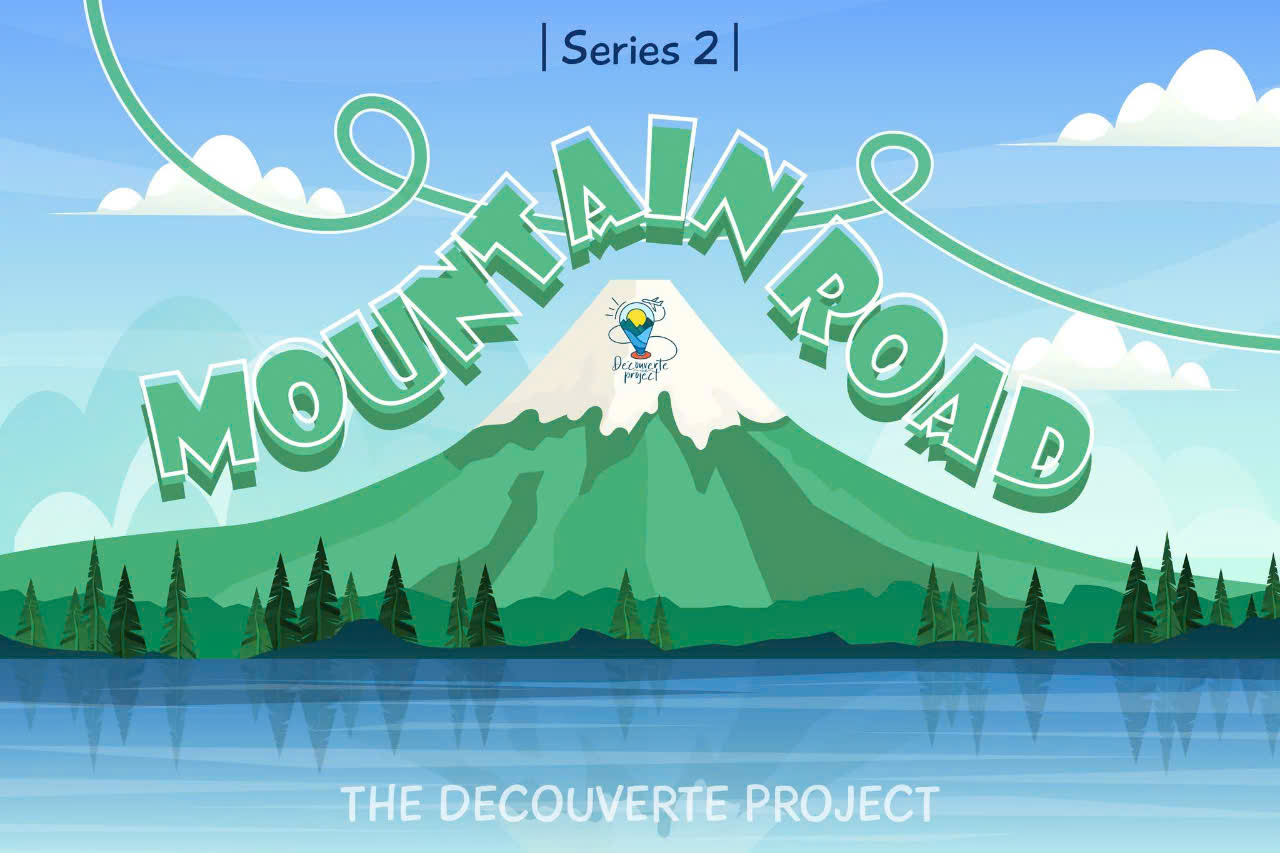 | Series 2 |
MOUNTAIN ROAD
Decouverte
project
THE DECOUVERTE PROJECT